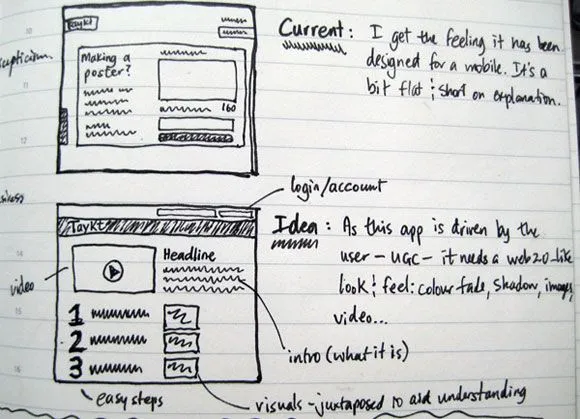 10
Taykt
Making a
poster?
160
11
12
13
14
15
16
Current: I get the feeling it has been
designed for a mobile. It's a
bit flat & short on explanation.
login/account
Taykt
Headline
video
1
2
3
easy steps
Idea: As this app is driven by the
user - UGC - it needs a web2.0-like
look & feel: colour fade, shadow, images,
video...
intro (what it is)
visuals - juxtaposed to aid understanding